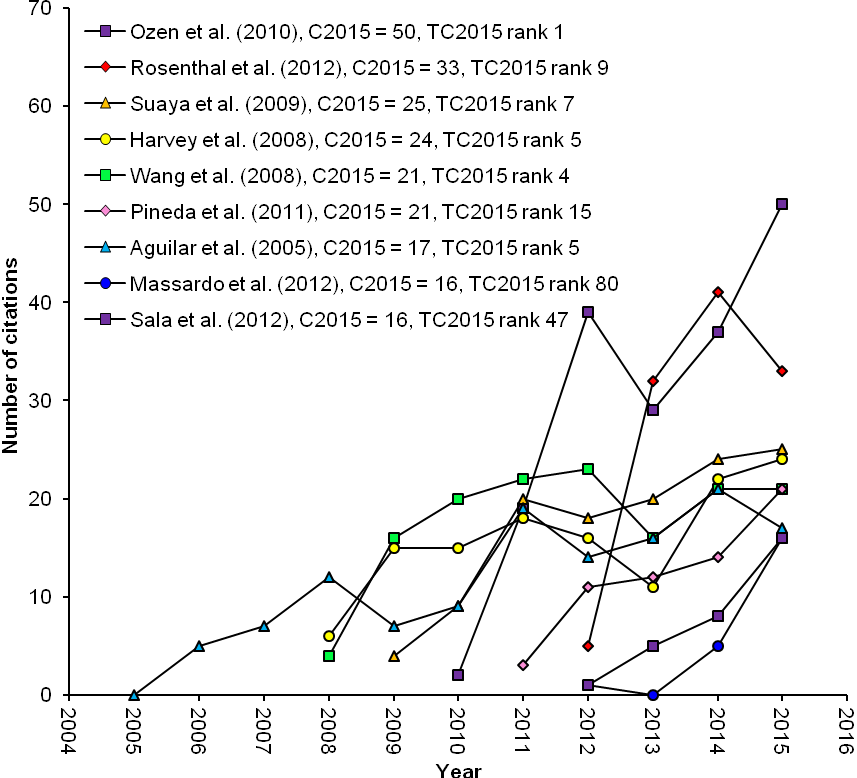 70
60
50
40
30
20
10
0
Number of citations
Ozen et al. (2010), C2015 = 50, TC2015 rank 1
Rosenthal et al. (2012), C2015 = 33, TC2015 rank 9
Suaya et al. (2009), C2015 = 25, TC2015 rank 7
Harvey et al. (2008), C2015 = 24, TC2015 rank 5
Wang et al. (2008), C2015 = 21, TC2015 rank 4
Pineda et al. (2011), C2015 = 21, TC2015 rank 15
Aguilar et al. (2005), C2015 = 17, TC2015 rank 5
Massardo et al. (2012), C2015 = 16, TC2015 rank 80
Sala et al. (2012), C2015 = 16, TC2015 rank 47
2004
2005
2006
2007
2008
2009
2010
2011
2012
2013
2014
2015
2016
Year